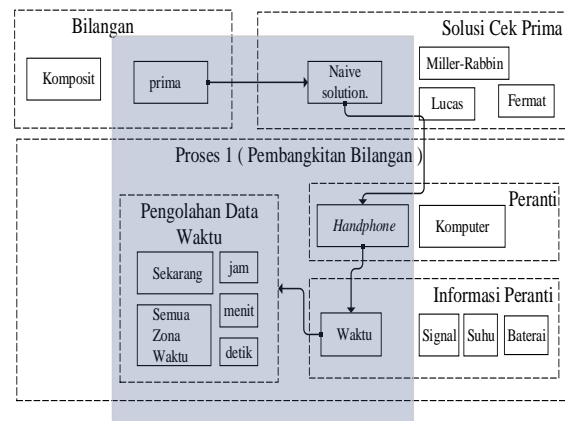 Bilangan
Komposit
prima
Solusi Cek Prima
Naive
solution.
Miller-Rabbin
Lucas
Fermat
Proses 1 ( Pembangkitan Bilangan )
Peranti
Handphone
Komputer
Pengolahan Data
Waktu
Sekarang
jam
Semua
Zona
Waktu
menit
detik
Informasi Peranti
Waktu
Signal
Suhu
Baterai